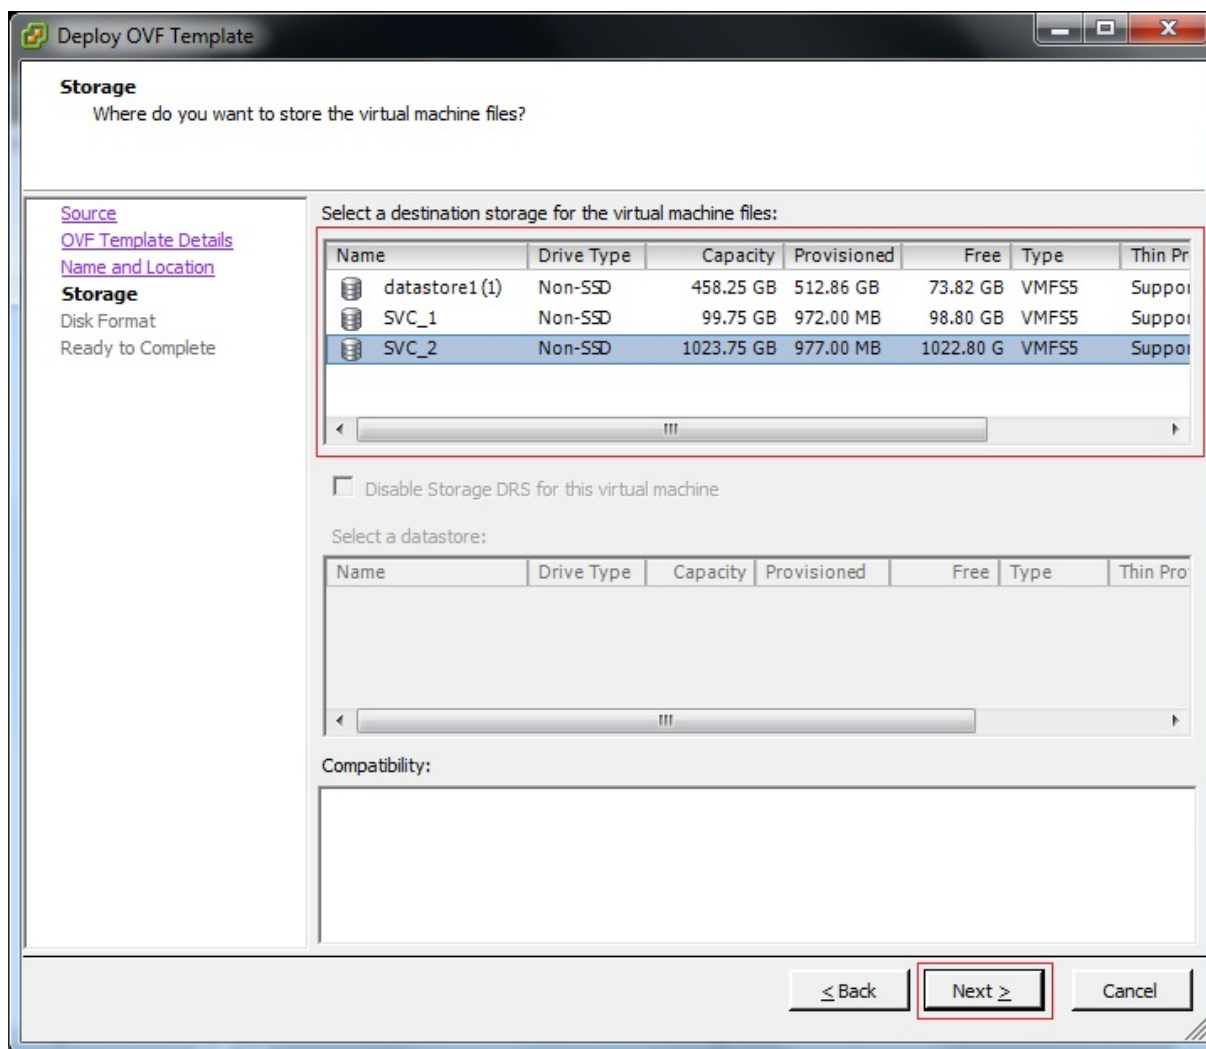 Deploy OVF Template
Storage
Where do you want to store the virtual machine files?
Source
OVF Template Details
Name and Location
Storage
Disk Format
Ready to Complete
Select a destination storage for the virtual machine files:
Name Drive Type Capacity Provisioned Free Type Thin Pr
datastore1 (1) Non-SSD 458.25 GB 512.86 GB 73.82 GB VMFS5 Suppor
SVC_1 Non-SSD 99.75 GB 972.00 MB 98.80 GB VMFS5 Suppor
SVC_2 Non-SSD 1023.75 GB 977.00 MB 1022.80 G VMFS5 Suppor
Disable Storage DRS for this virtual machine
Select a datastore:
Name Drive Type Capacity Provisioned Free Type Thin Pro
Compatibility:
< Back Next > Cancel